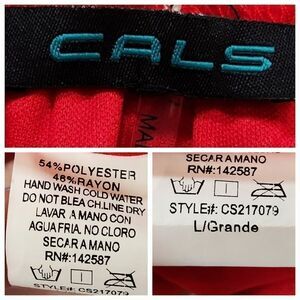 CALS
MA
54%POLYESTER
46%RAYON
HAND WASH COLD WATER
DO NOT BLEA CH.LINE DRY
LAVAR A MANO CON
AGUA FRIA. NO CLORO
SECAR A MANO
RN#:142587
STYLE#: CS217079
SECAR A MANO
RN#:142587
STYLE#: CS217079
L/Grande